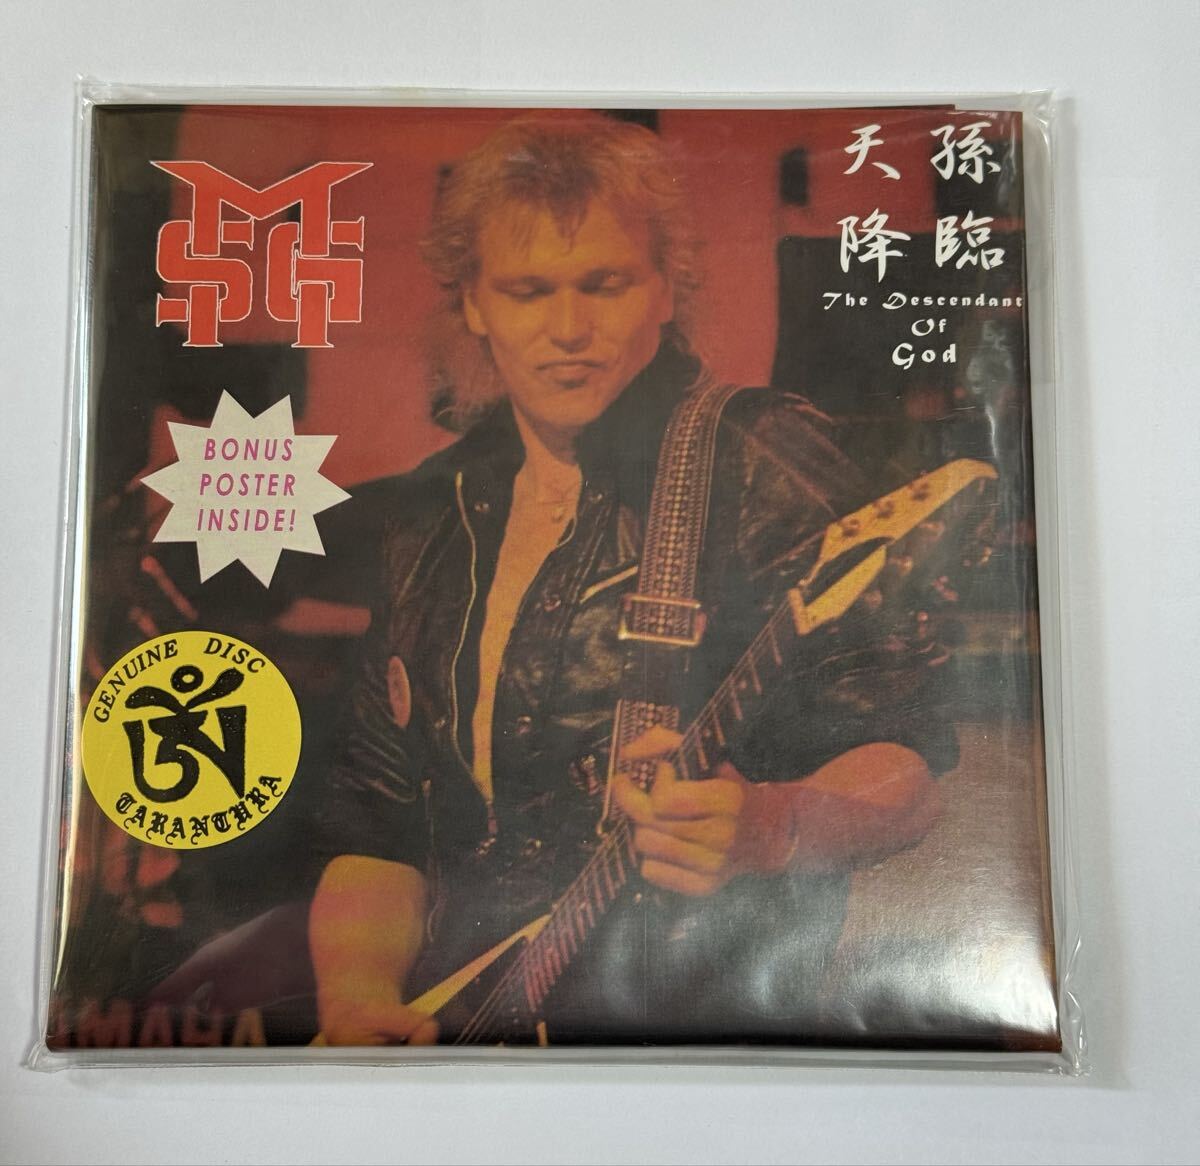 MSG
天孫
降臨
The Descendant
Of
God
BONUS
POSTER
INSIDE!
GENUINE DISC
TARANTURA